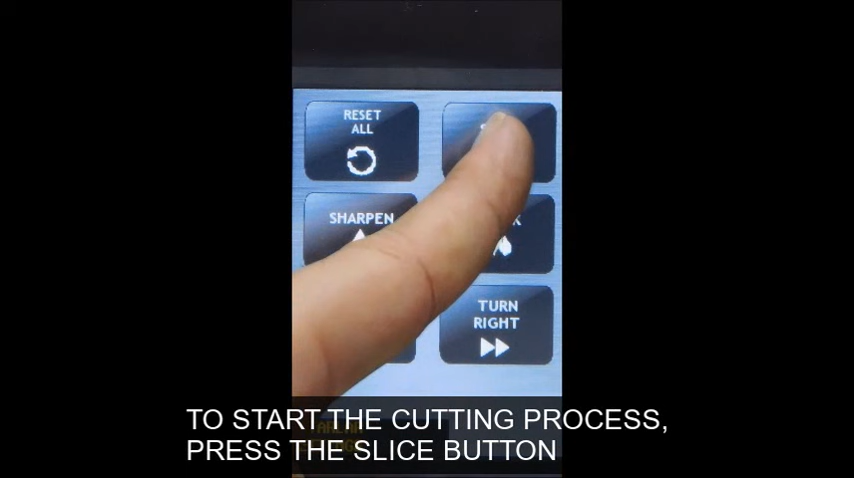 RESET
ALL
SHARPEN
TURN
RIGHT
TO START THE CUTTING PROCESS,
PRESS THE SLICE BUTTON